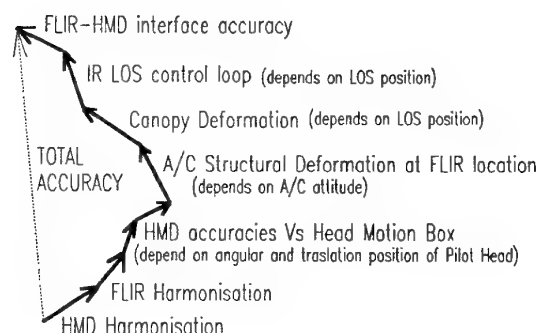 FLIR-HMD interface accuracy
IR LOS control loop (depends on LOS position)
Canopy Deformation (depends on LOS position)
TOTAL
ACCURACY
A/C Structural Deformation at FLIR location
(depends on A/C attitude)
HMD accuracies Vs Head Motion Box
(depend on angular and traslation position of Pilot Head)
FLIR Harmonisation
HMD Harmonisation